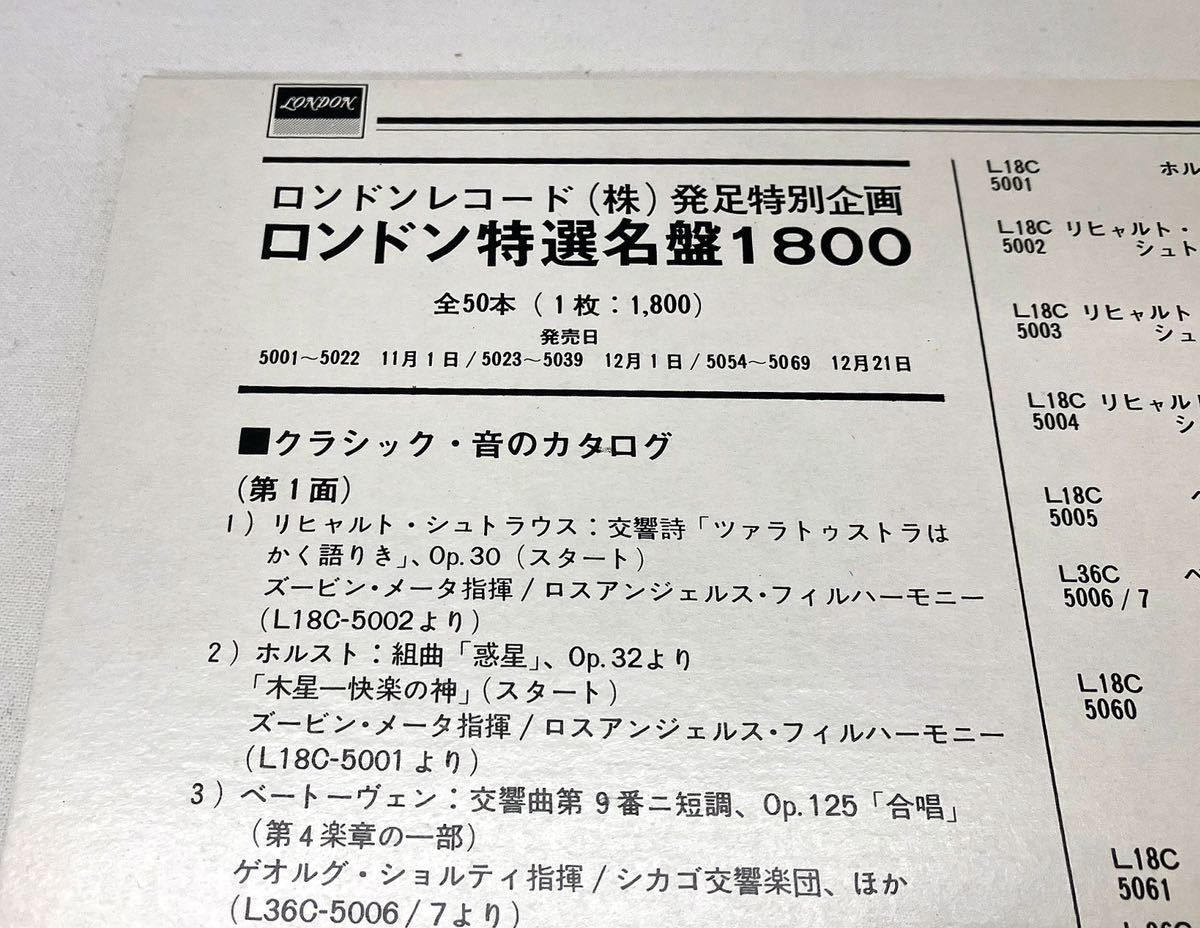 LONDON
ロンドンレコード（株）発足特別企画
ロンドン特選名盤1800
全50本（1枚：1,800）
発売日
5001～5022 11月1日/5023～5039 12月1日/5054～5069 12月21日
■クラシック・音のカタログ
（第1面）
1）リヒャルト・シュトラウス：交響詩「ツァラトゥストラは
かく語りき」、Op.30（スタート）
ズービン・メータ指揮/ロスアンジェルス・フィルハーモニー
（L18C-5002より）
2）ホルスト：組曲「惑星」、Op.32より
「木星―快楽の神」（スタート）
ズービン・メータ指揮/ロスアンジェルス・フィルハーモニー
（L18C-5001より）
3）ベートーヴェン：交響曲第9番ニ短調、Op.125「合唱」
（第4楽章の一部）
ゲオルグ・ショルティ指揮/シカゴ交響楽団、ほか
（L36C-5006/7より）
L18C ホル
5001
L18C リヒャルト・
5002 シュト
L18C リヒャルト
5003 シュ
L18C リヒャル
5004 シ
L18C
5005
L36C ベ
5006/7
L18C
5060
L18C
5061